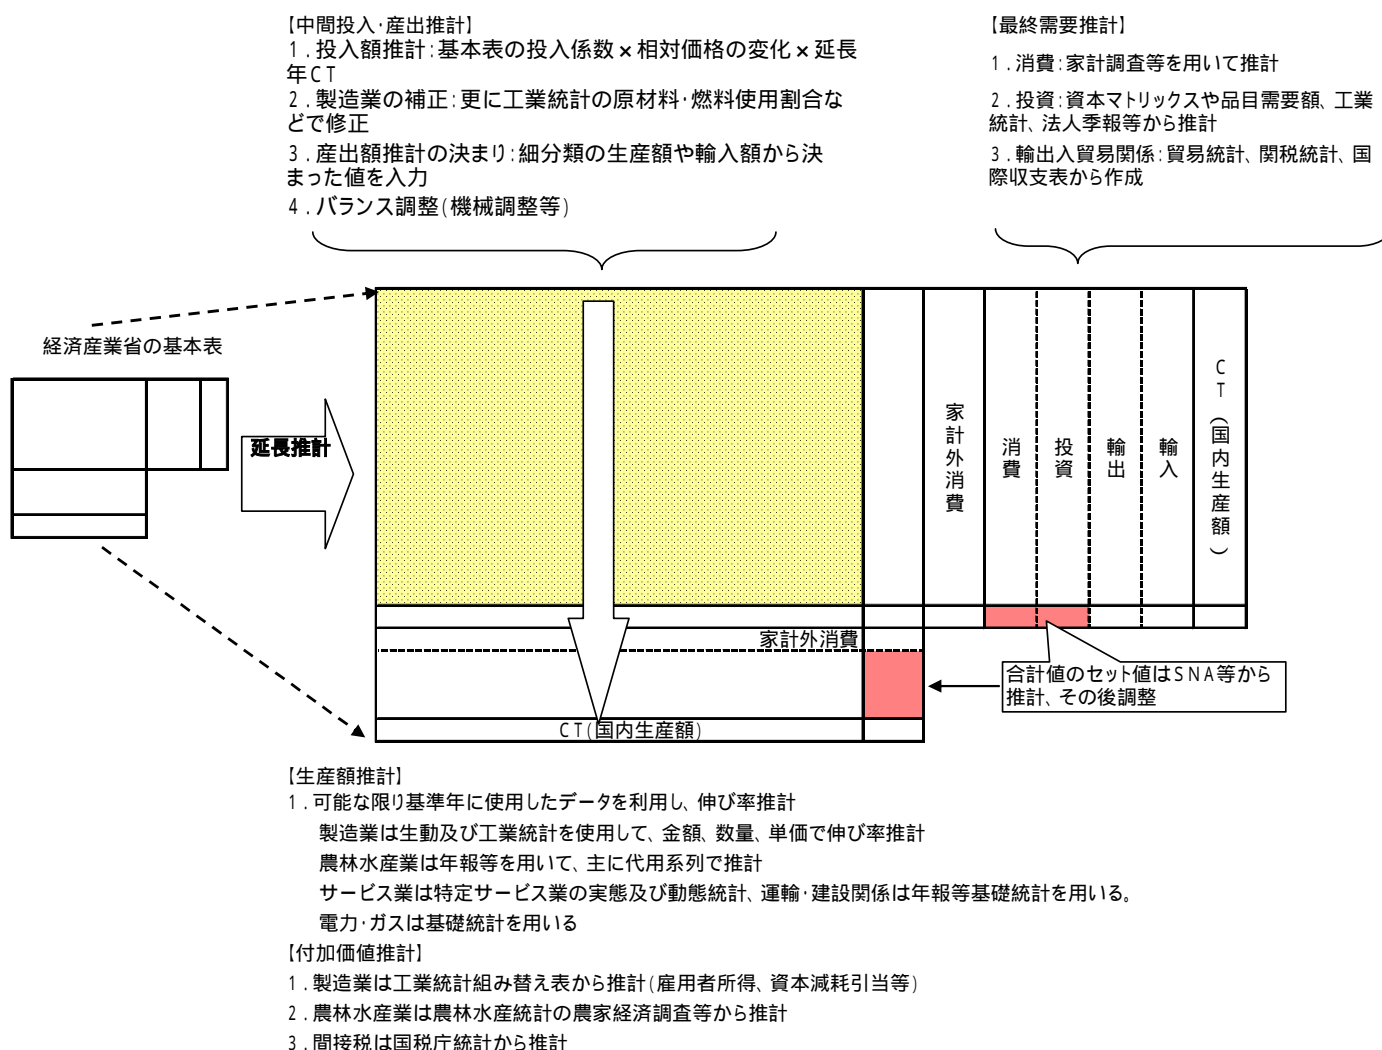 【中間投入・産出推計】
1.投入額推計:基本表の投入係数×相対価格の変化×延長
年CT
2.製造業の補正:更に工業統計の原材料・燃料使用割合な
どで修正
3.産出額推計の決まり:細分類の生産額や輸入額から決
まった値を入力
4.バランス調整(機械調整等)
【最終需要推計】
1.消費:家計調査等を用いて推計
2.投資:資本マトリックスや品目需要額、工業
統計、法人季報等から推計
3.輸出入貿易関係:貿易統計、関税統計、国
際収支表から作成
経済産業省の基本表
延長推計
家計外消費
消費
投資
輸出
輸入
CT(国内生産額)
家計外消費
CT(国内生産額)
合計値のセット値はSNA等から
推計、その後調整
【生産額推計】
1.可能な限り基準年に使用したデータを利用し、伸び率推計
製造業は生動及び工業統計を使用して、金額、数量、単価で伸び率推計
農林水産業は年報等を用いて、主に代用系列で推計
サービス業は特定サービス業の実態及び動態統計、運輸・建設関係は年報等基礎統計を用いる。
電力・ガスは基礎統計を用いる
【付加価値推計】
1.製造業は工業統計組み替え表から推計(雇用者所得、資本減耗引当等)
2.農林水産業は農林水産統計の農家経済調査等から推計
3.間接税は国税庁統計から推計